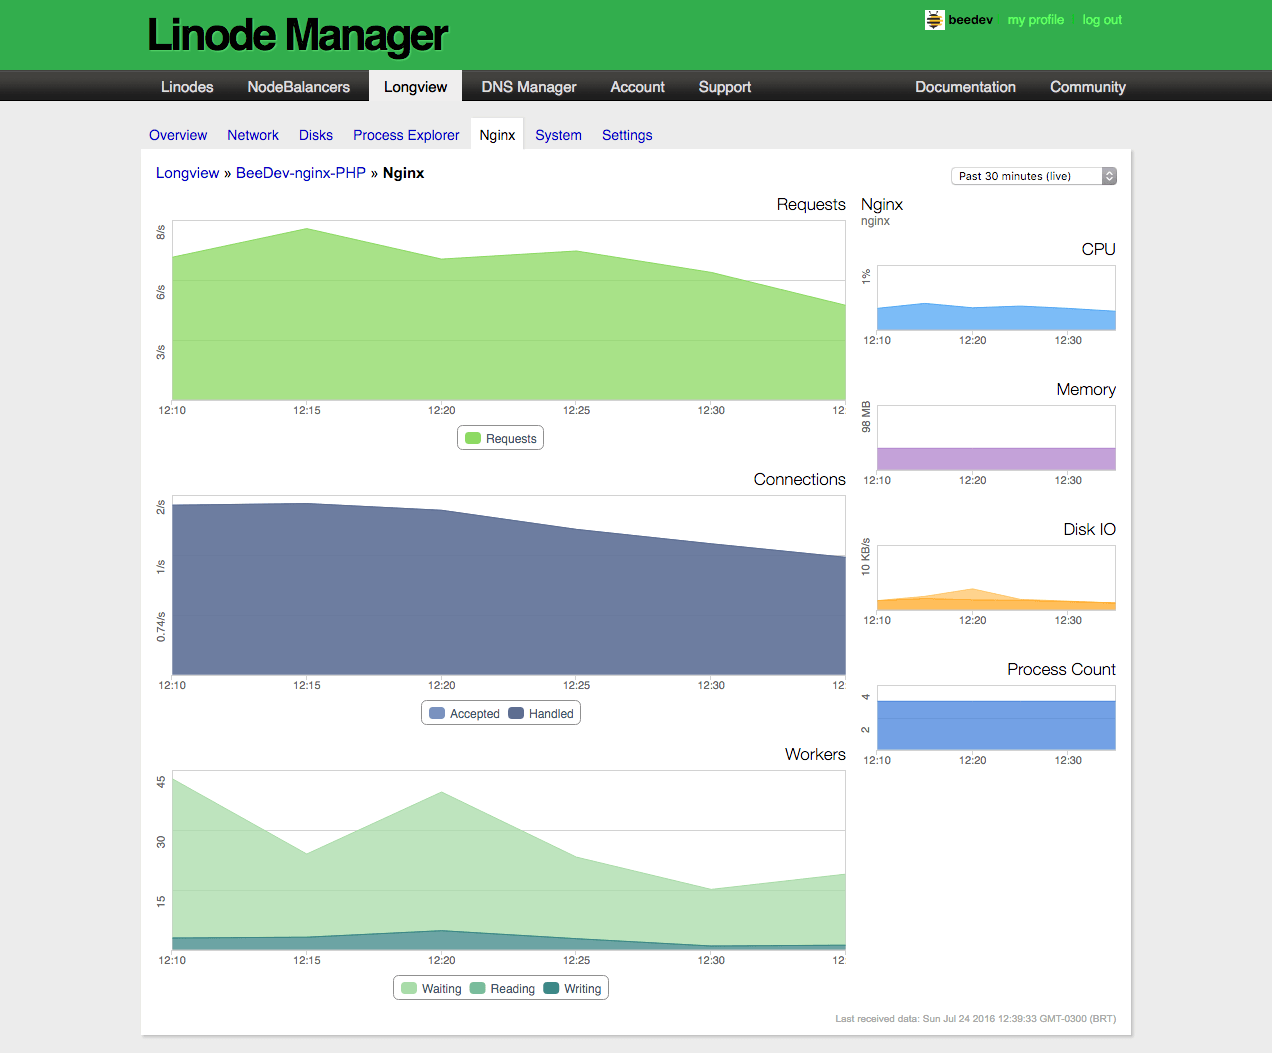 Linode Manager
beedev my profile log out
Linodes NodeBalancers Longview DNS Manager Account Support Documentation Community
Overview Network Disks Process Explorer Nginx System Settings
Longview » BeeDev-nginx-PHP » Nginx
Past 30 minutes (live)
Requests
8/s
6/s
3/s
12:10 12:15 12:20 12:25 12:30 12:
Requests
Connections
2/s
1/s
0.74/s
12:10 12:15 12:20 12:25 12:30 12:
Accepted Handled
Workers
45
30
15
12:10 12:15 12:20 12:25 12:30 12:
Waiting Reading Writing
Nginx
nginx
CPU
1%
12:10 12:20 12:30
Memory
98 MB
12:10 12:20 12:30
Disk IO
10 KB/s
12:10 12:20 12:30
Process Count
4
2
12:10 12:20 12:30
Last received data: Sun Jul 24 2016 12:39:33 GMT-0300 (BRT)